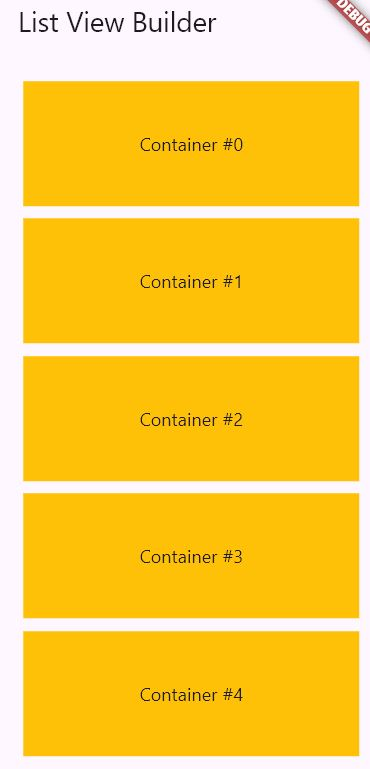 List View Builder
DEBUG
Container #0
Container #1
Container #2
Container #3
Container #4